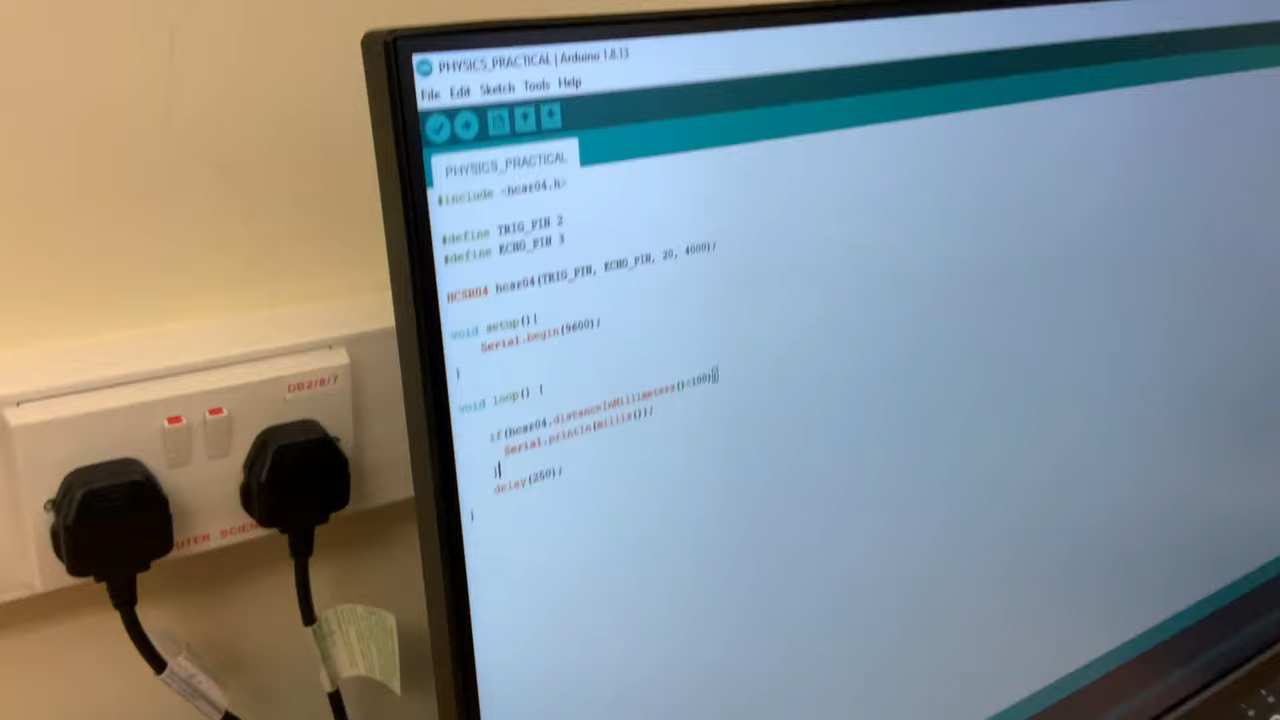 PHYSICS_PRACTICAL | Arduino 1.8.13
File Edit Sketch Tools Help
PHYSICS_PRACTICAL
#include <hcsr04.h>
#define TRIG_PIN 2
#define ECHO_PIN 3
HCSR04 hcsr04(TRIG_PIN, ECHO_PIN, 20, 4000);
void setup(){
Serial.begin(9600);
}
void loop() {
if(hcsr04.distanceInMillimeters()<100){
Serial.println(millis());
}
delay(250);
}
DB2/8/7